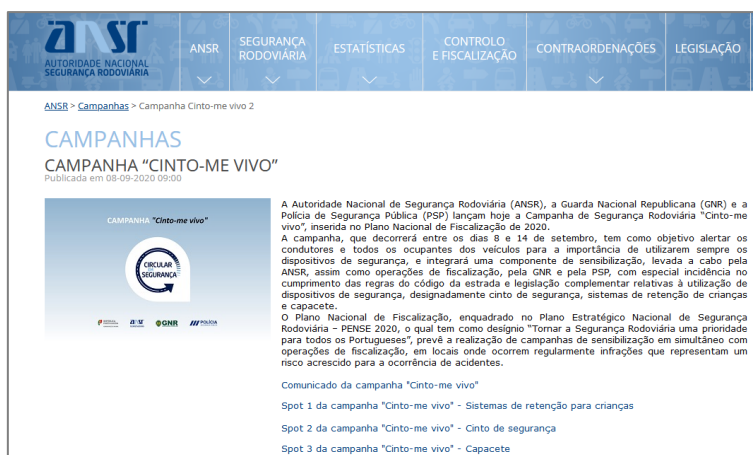 ansr
AUTORIDADE NACIONAL
SEGURANÇA RODOVIÁRIA
ANSR
SEGURANÇA
RODOVIÁRIA
ESTATÍSTICAS
CONTROLO
E FISCALIZAÇÃO
CONTRAORDENAÇÕES
LEGISLAÇÃO
ANSR > Campanhas > Campanha Cinto-me vivo 2
CAMPANHAS
CAMPANHA “CINTO-ME VIVO”
Publicada em 08-09-2020 09:00
CAMPANHA "Cinto-me vivo"
CIRCULAR
EM
SEGURANÇA
ansr
GNR
POLÍCIA
A Autoridade Nacional de Segurança Rodoviária (ANSR), a Guarda Nacional Republicana (GNR) e a
Polícia de Segurança Pública (PSP) lançam hoje a Campanha de Segurança Rodoviária “Cinto-me
vivo”, inserida no Plano Nacional de Fiscalização de 2020.
A campanha, que decorrerá entre os dias 8 e 14 de setembro, tem como objetivo alertar os
condutores e todos os ocupantes dos veículos para a importância de utilizarem sempre os
dispositivos de segurança, e integrará uma componente de sensibilização, levada a cabo pela
ANSR, assim como operações de fiscalização, pela GNR e pela PSP, com especial incidência no
cumprimento das regras do código da estrada e legislação complementar relativas à utilização de
dispositivos de segurança, designadamente cinto de segurança, sistemas de retenção de crianças
e capacete.
O Plano Nacional de Fiscalização, enquadrado no Plano Estratégico Nacional de Segurança
Rodoviária – PENSE 2020, o qual tem como desígnio “Tornar a Segurança Rodoviária uma prioridade
para todos os Portugueses”, prevê a realização de campanhas de sensibilização em simultâneo com
operações de fiscalização, em locais onde ocorrem regularmente infrações que representam um
risco acrescido para a ocorrência de acidentes.
Comunicado da campanha "Cinto-me vivo"
Spot 1 da campanha "Cinto-me vivo" - Sistemas de retenção para crianças
Spot 2 da campanha "Cinto-me vivo" - Cinto de segurança
Spot 3 da campanha "Cinto-me vivo" - Capacete